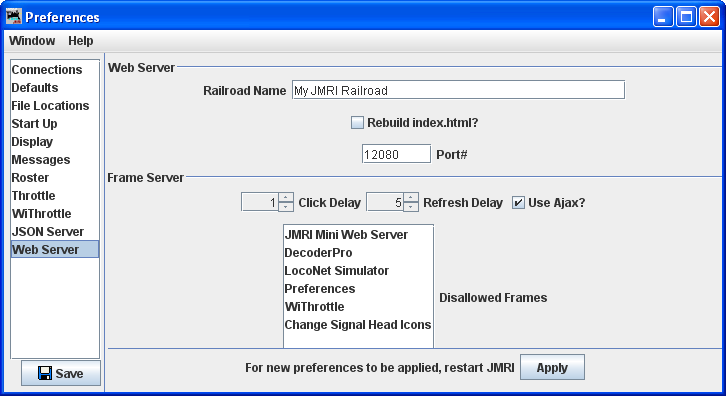 Preferences
Window Help
Connections
Defaults
File Locations
Start Up
Display
Messages
Roster
Throttle
WiThrottle
JSON Server
Web Server
Save
Web Server
Railroad Name My JMRI Railroad
Rebuild index.html?
12080 Port#
Frame Server
1 Click Delay 5 Refresh Delay Use Ajax?
JMRI Mini Web Server
DecoderPro
LocoNet Simulator
Preferences
WiThrottle
Change Signal Head Icons
Disallowed Frames
For new preferences to be applied, restart JMRI Apply